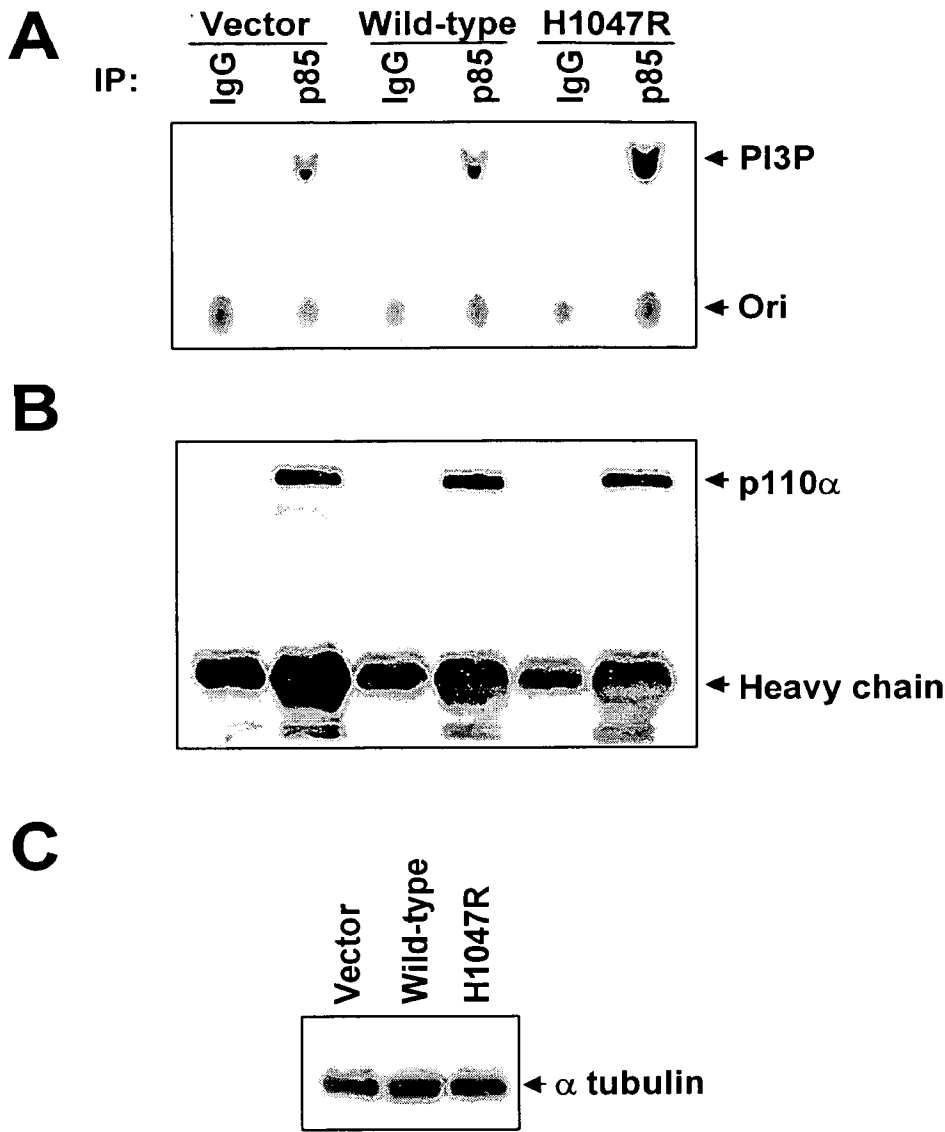 A
Vector Wild-type H1047R
IP: IgG p85 IgG p85 IgG p85
PI3P
Ori
B
p110α
Heavy chain
C
Vector Wild-type H1047R
α tubulin